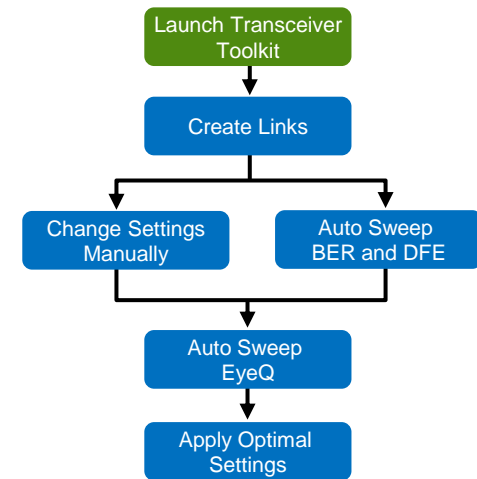 Launch Transceiver
Toolkit
Create Links
Change Settings
Manually
Auto Sweep
BER and DFE
Auto Sweep
EyeQ
Apply Optimal
Settings